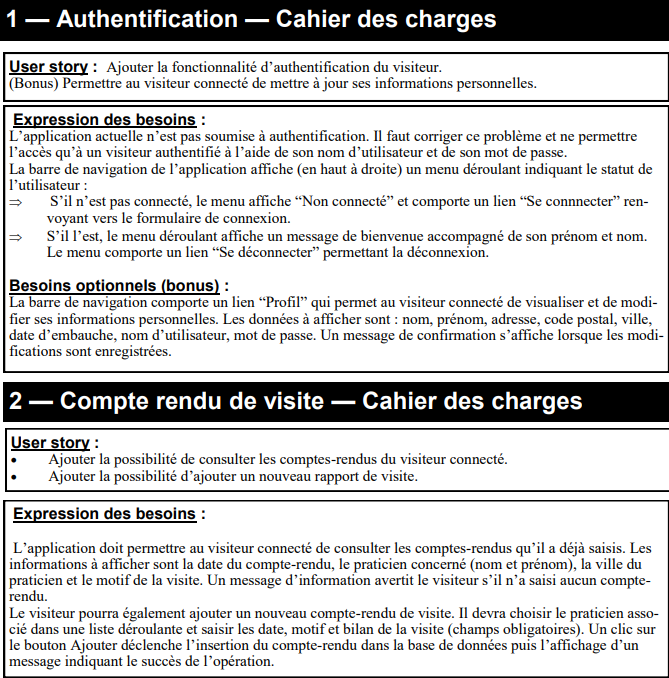 1 — Authentification — Cahier des charges
User story : Ajouter la fonctionnalité d’authentification du visiteur.
(Bonus) Permettre au visiteur connecté de mettre à jour ses informations personnelles.
Expression des besoins :
L’application actuelle n’est pas soumise à authentification. Il faut corriger ce problème et ne permettre
l’accès qu’à un visiteur authentifié à l’aide de son nom d’utilisateur et de son mot de passe.
La barre de navigation de l’application affiche (en haut à droite) un menu déroulant indiquant le statut de
l’utilisateur :
⇒ S’il n’est pas connecté, le menu affiche “Non connecté” et comporte un lien “Se connnecter” ren-
voyant vers le formulaire de connexion.
⇒ S’il l’est, le menu déroulant affiche un message de bienvenue accompagné de son prénom et nom.
Le menu comporte un lien “Se déconnecter” permettant la déconnexion.
Besoins optionnels (bonus) :
La barre de navigation comporte un lien “Profil” qui permet au visiteur connecté de visualiser et de modi-
fier ses informations personnelles. Les données à afficher sont : nom, prénom, adresse, code postal, ville,
date d’embauche, nom d’utilisateur, mot de passe. Un message de confirmation s’affiche lorsque les modi-
fications sont enregistrées.
2 — Compte rendu de visite — Cahier des charges
User story :
• Ajouter la possibilité de consulter les comptes-rendus du visiteur connecté.
• Ajouter la possibilité d’ajouter un nouveau rapport de visite.
Expression des besoins :
L’application doit permettre au visiteur connecté de consulter les comptes-rendus qu’il a déjà saisis. Les
informations à afficher sont la date du compte-rendu, le praticien concerné (nom et prénom), la ville du
praticien et le motif de la visite. Un message d’information avertit le visiteur s’il n’a saisi aucun compte-
rendu.
Le visiteur pourra également ajouter un nouveau compte-rendu de visite. Il devra choisir le praticien asso-
cié dans une liste déroulante et saisir les date, motif et bilan de la visite (champs obligatoires). Un clic sur
le bouton Ajouter déclenche l’insertion du compte-rendu dans la base de données puis l’affichage d’un
message indiquant le succès de l’opération.